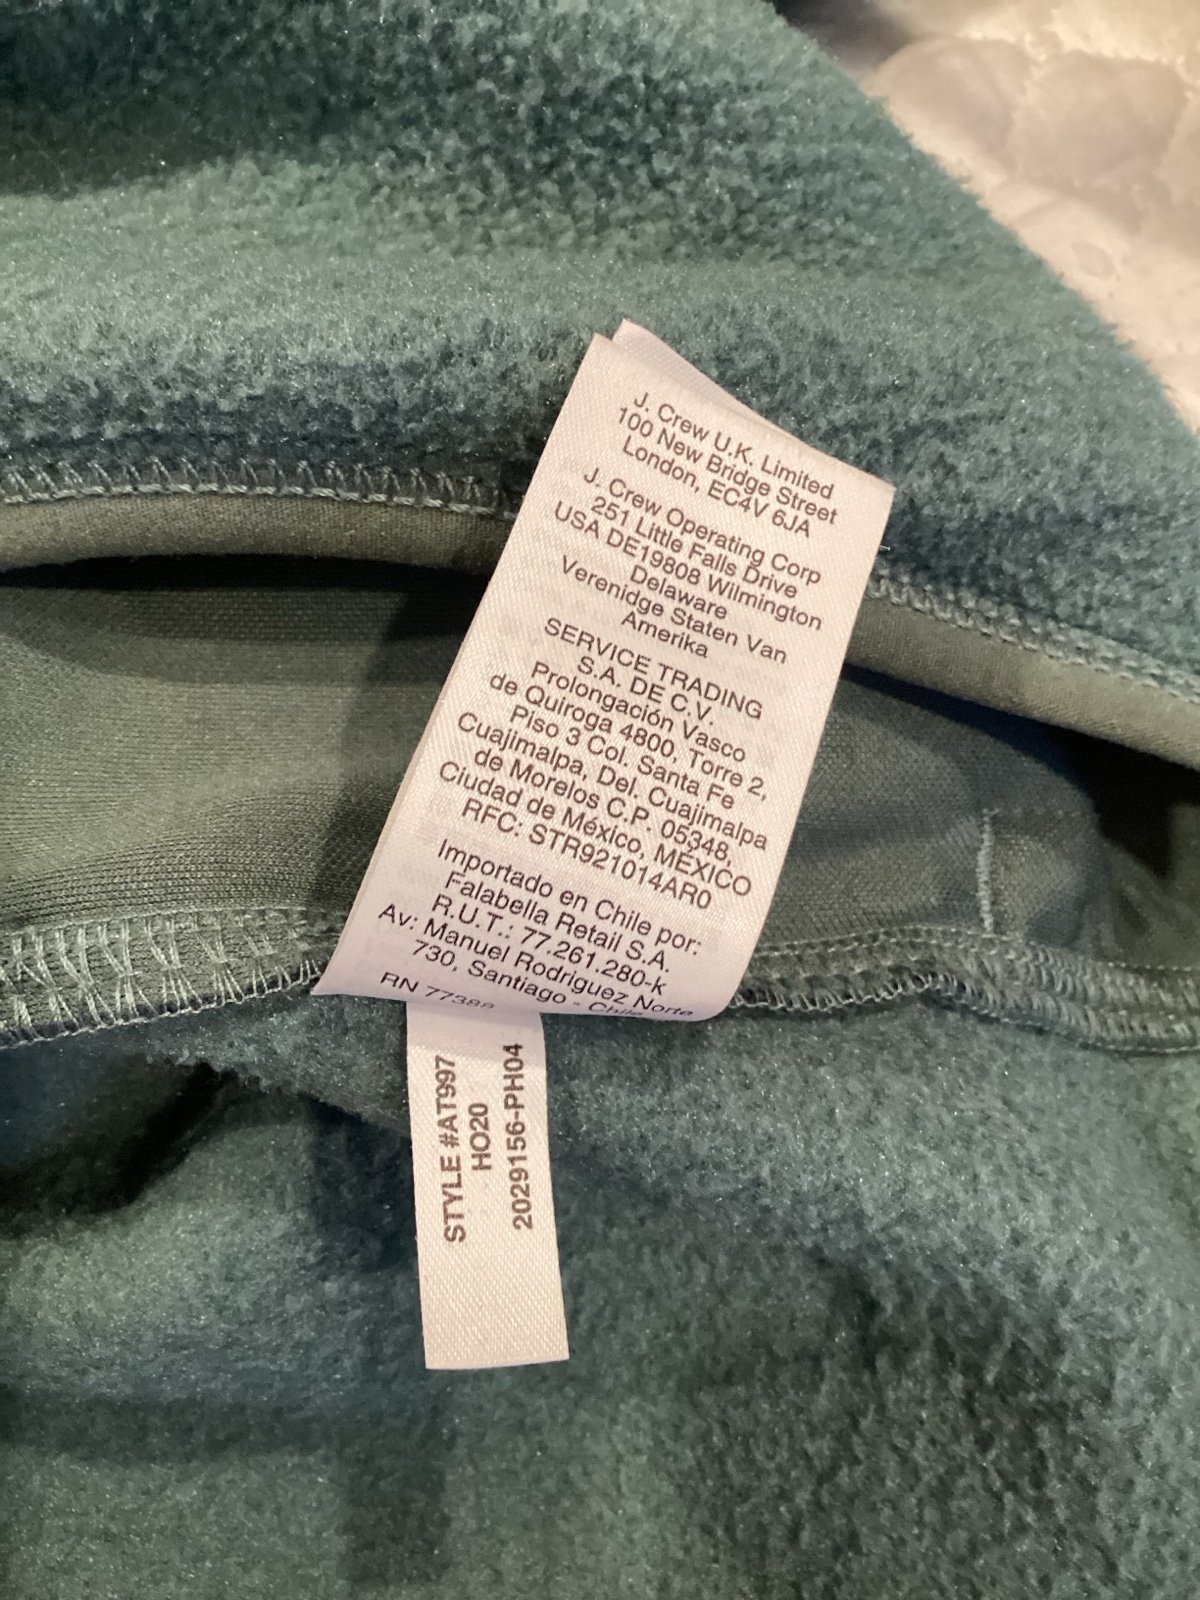 J. Crew U.K. Limited
100 New Bridge Street
London, EC4V 6JA
J. Crew Operating Corp
251 Little Falls Drive
USA DE19808 Wilmington
Delaware
Verenidge Staten Van
Amerika
SERVICE TRADING
S.A. DE C.V.
Prolongación Vasco
de Quiroga 4800, Torre 2,
Piso 3 Col. Santa Fe
Cuajimalpa, Del. Cuajimalpa
de Morelos C.P. 05348,
Ciudad de México, MÉXICO
RFC: STR921014AR0
Importado en Chile por:
Falabella Retail S.A.
R.U.T.: 77.261.280-k
Av: Manuel Rodriguez Norte
730, Santiago - Chile
RN 77388
STYLE #AT997
HO20
2029156-PH04